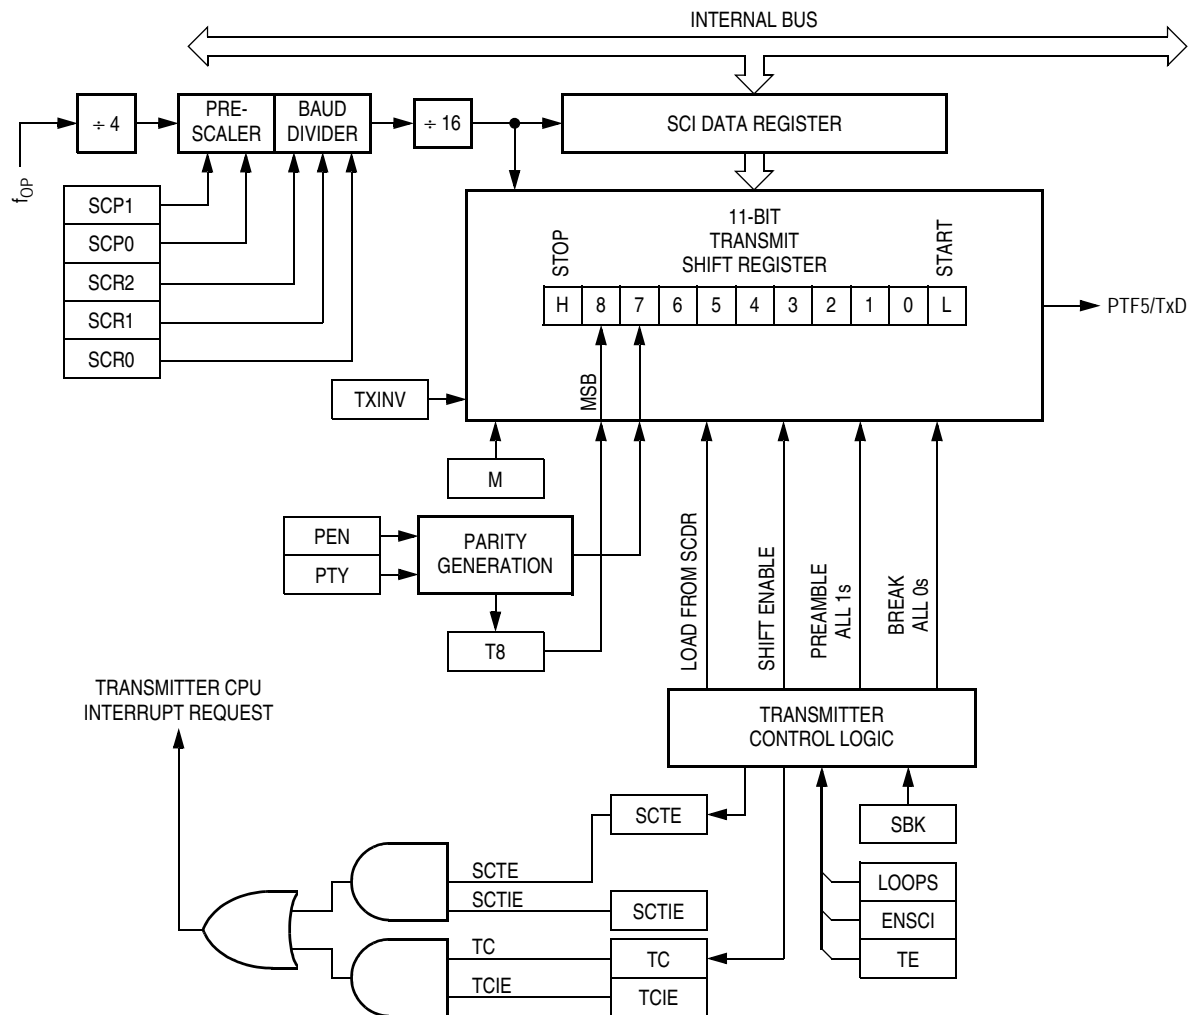 INTERNAL BUS
÷ 4
PRE-
SCALER
BAUD
DIVIDER
÷ 16
SCI DATA REGISTER
fOP
SCP1
SCP0
SCR2
SCR1
SCR0
11-BIT
TRANSMIT
SHIFT REGISTER
STOP
START
H 8 7 6 5 4 3 2 1 0 L
PTF5/TxD
TXINV
MSB
M
PEN
PTY
PARITY
GENERATION
T8
LOAD FROM SCDR
SHIFT ENABLE
PREAMBLE
ALL 1s
BREAK
ALL 0s
TRANSMITTER CPU
INTERRUPT REQUEST
TRANSMITTER
CONTROL LOGIC
SCTE
SBK
SCTE
SCTIE
SCTIE
LOOPS
ENSCI
TE
TC
TC
TCIE
TCIE